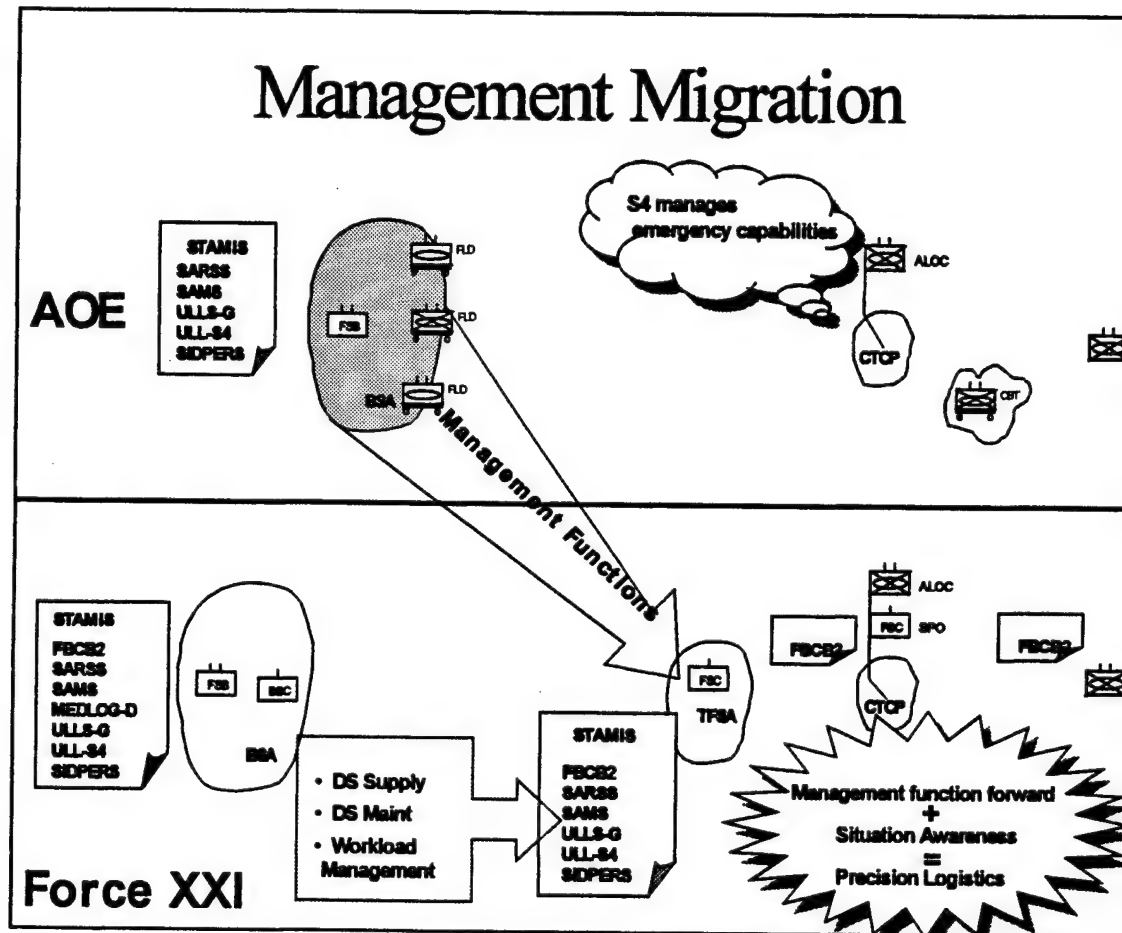 Management Migration
AOE
STAMIS
SARSS
SAMS
ULLS-G
ULL-S4
SIDPERS
FSB
FLD
FLD
FLD
BSA
Management Functions
S4 manages
emergency capabilities
ALOC
CTCP
CBT
Force XXI
STAMIS
FBCB2
SARSS
SAMS
MEDLOG-D
ULLS-G
ULL-S4
SIDPERS
FSB
BSC
BSA
• DS Supply
• DS Maint
• Workload
Management
STAMIS
FBCB2
SARSS
SAMS
ULLS-G
ULL-S4
SIDPERS
FSC
TFSA
FBCB2
ALOC
FSC
SPO
CTCP
FBCB2
Management function forward
+
Situation Awareness
=
Precision Logistics